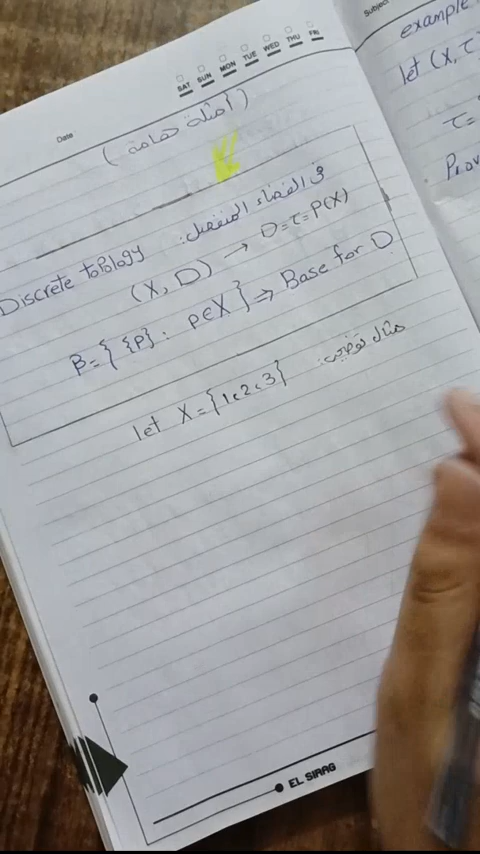 Subject
example
let (X, τ
τ =
Prov
SAT SUN MON TUE WED THU FRI
Date
(أمثلة هامة)
Discrete topology في الفضاء المنفصل:
(X, D) → D = τ = P(X)
β = { {P} : P∈X } ⇒ Base for D
let X = {1,2,3} مثال توضيحي:
EL SIRAG